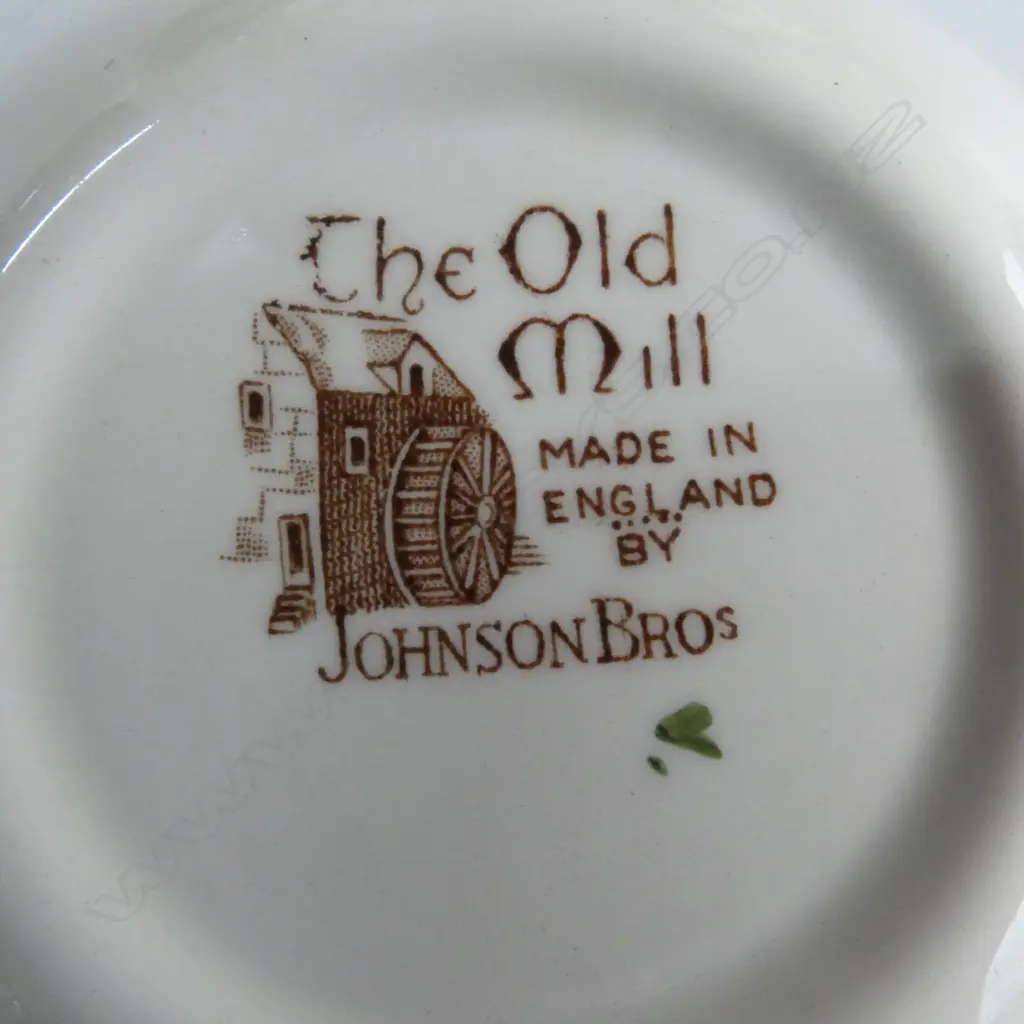 The Old
Mill
MADE IN
ENGLAND
BY
JOHNSON BROS